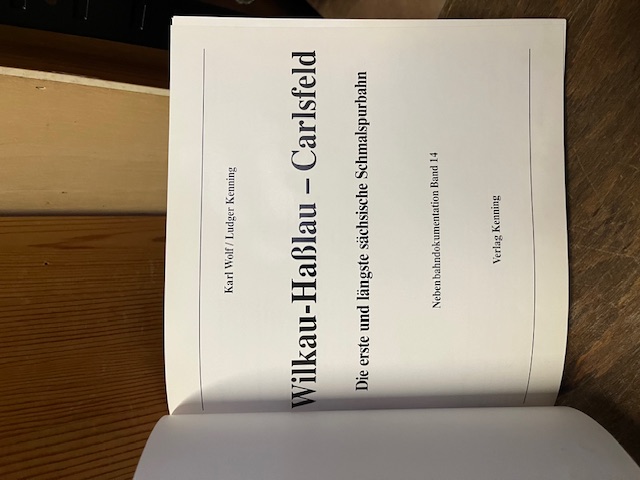 Karl Wolf / Ludger Kenning
Wilkau-Haßlau – Carlsfeld
Die erste und längste sächsische Schmalspurbahn
Nebenbahndokumentation Band 14
Verlag Kenning